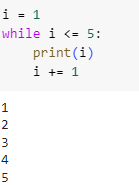 i = 1
while i <= 5:
    print(i)
    i += 1
1
2
3
4
5